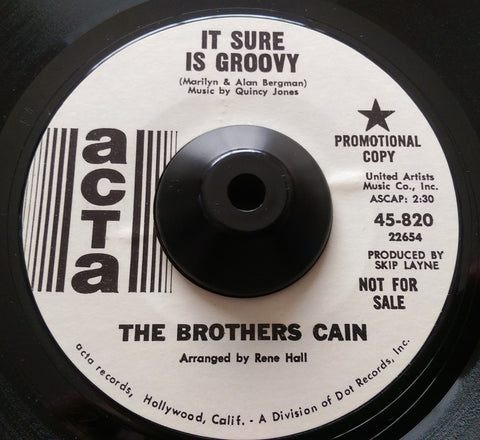 IT SURE
IS GROOVY
(Marilyn & Alan Bergman)
Music by Quincy Jones
acta
PROMOTIONAL
COPY
United Artists
Music Co., Inc.
ASCAP: 2:30
45-820
22654
PRODUCED BY
SKIP LAYNE
NOT FOR
SALE
THE BROTHERS CAIN
Arranged by Rene Hall
acta records, Hollywood, Calif. - A Division of Dot Records, Inc.